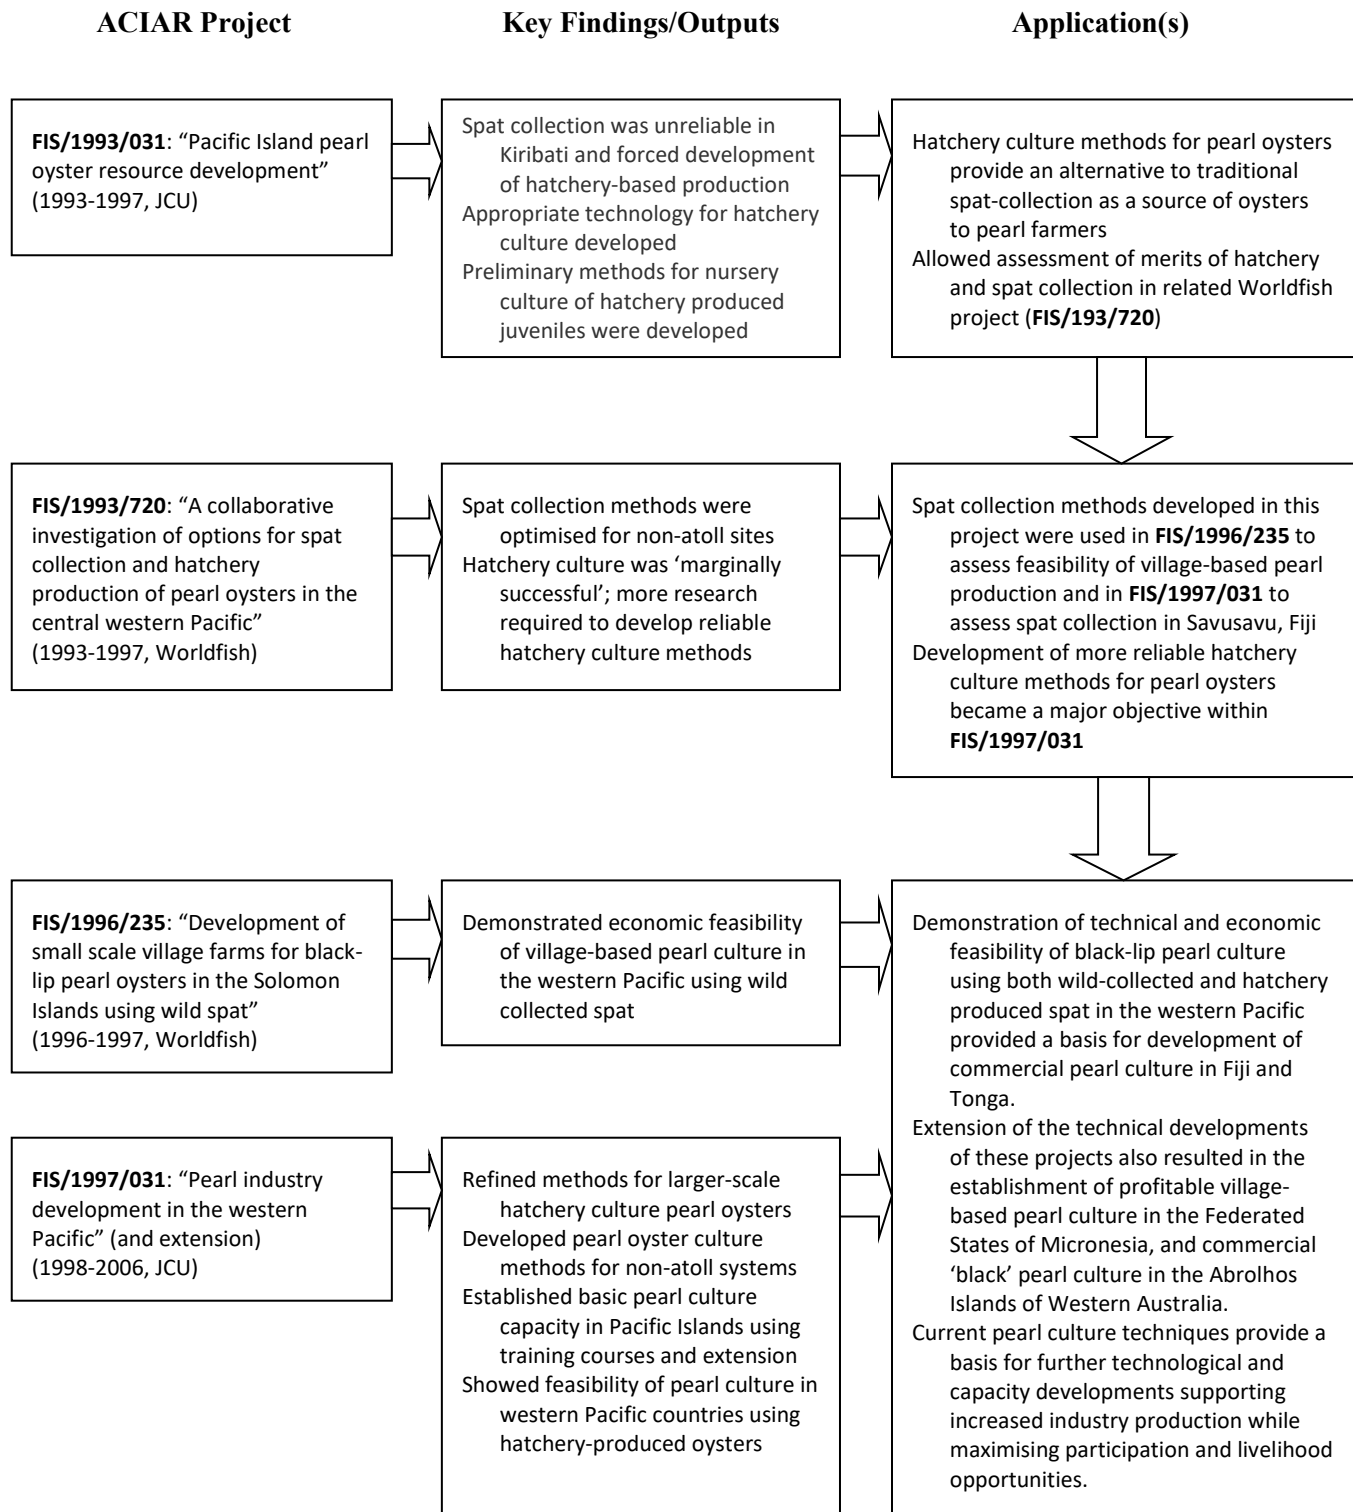 ACIAR Project
Key Findings/Outputs
Application(s)
FIS/1993/031: “Pacific Island pearl
oyster resource development”
(1993-1997, JCU)
Spat collection was unreliable in
Kiribati and forced development
of hatchery-based production
Appropriate technology for hatchery
culture developed
Preliminary methods for nursery
culture of hatchery produced
juveniles were developed
Hatchery culture methods for pearl oysters
provide an alternative to traditional
spat-collection as a source of oysters
to pearl farmers
Allowed assessment of merits of hatchery
and spat collection in related Worldfish
project (FIS/193/720)
FIS/1993/720: “A collaborative
investigation of options for spat
collection and hatchery
production of pearl oysters in the
central western Pacific”
(1993-1997, Worldfish)
Spat collection methods were
optimised for non-atoll sites
Hatchery culture was ‘marginally
successful’; more research
required to develop reliable
hatchery culture methods
Spat collection methods developed in this
project were used in FIS/1996/235 to
assess feasibility of village-based pearl
production and in FIS/1997/031 to
assess spat collection in Savusavu, Fiji
Development of more reliable hatchery
culture methods for pearl oysters
became a major objective within
FIS/1997/031
FIS/1996/235: “Development of
small scale village farms for black-
lip pearl oysters in the Solomon
Islands using wild spat”
(1996-1997, Worldfish)
Demonstrated economic feasibility
of village-based pearl culture in
the western Pacific using wild
collected spat
Demonstration of technical and economic
feasibility of black-lip pearl culture
using both wild-collected and hatchery
produced spat in the western Pacific
provided a basis for development of
commercial pearl culture in Fiji and
Tonga.
Extension of the technical developments
of these projects also resulted in the
establishment of profitable village-
based pearl culture in the Federated
States of Micronesia, and commercial
‘black’ pearl culture in the Abrolhos
Islands of Western Australia.
Current pearl culture techniques provide a
basis for further technological and
capacity developments supporting
increased industry production while
maximising participation and livelihood
opportunities.
FIS/1997/031: “Pearl industry
development in the western
Pacific” (and extension)
(1998-2006, JCU)
Refined methods for larger-scale
hatchery culture pearl oysters
Developed pearl oyster culture
methods for non-atoll systems
Established basic pearl culture
capacity in Pacific Islands using
training courses and extension
Showed feasibility of pearl culture in
western Pacific countries using
hatchery-produced oysters